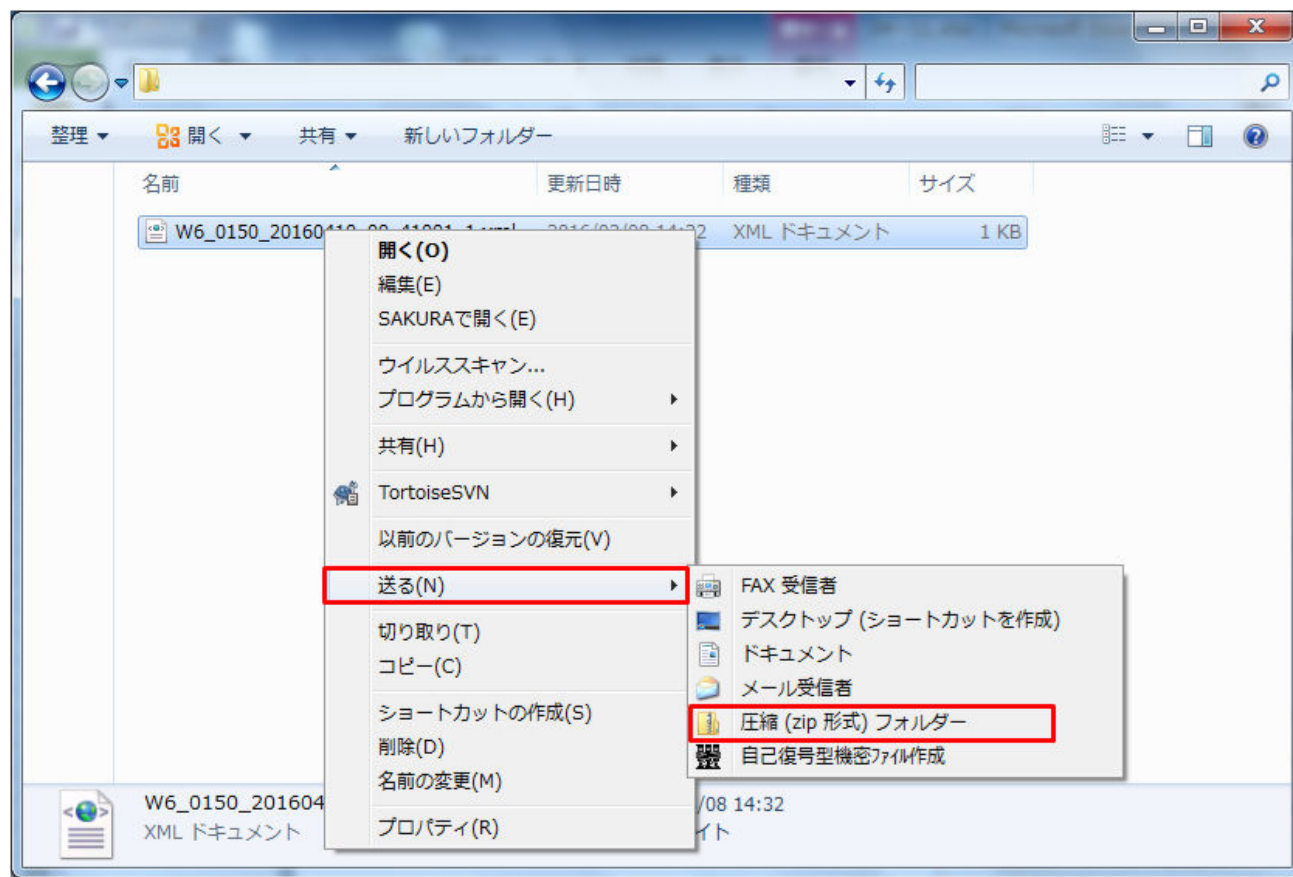 整理 開く 共有 新しいフォルダー
名前 更新日時 種類 サイズ
W6_0150_20160410 XML ドキュメント 1 KB
開く(O)
編集(E)
SAKURAで開く(E)
ウイルススキャン...
プログラムから開く(H)
共有(H)
TortoiseSVN
以前のバージョンの復元(V)
送る(N)
切り取り(T)
コピー(C)
ショートカットの作成(S)
削除(D)
名前の変更(M)
プロパティ(R)
FAX 受信者
デスクトップ (ショートカットを作成)
ドキュメント
メール受信者
圧縮 (zip 形式) フォルダー
自己復号型機密ファイル作成
W6_0150_201604 /08 14:32
XML ドキュメント イト